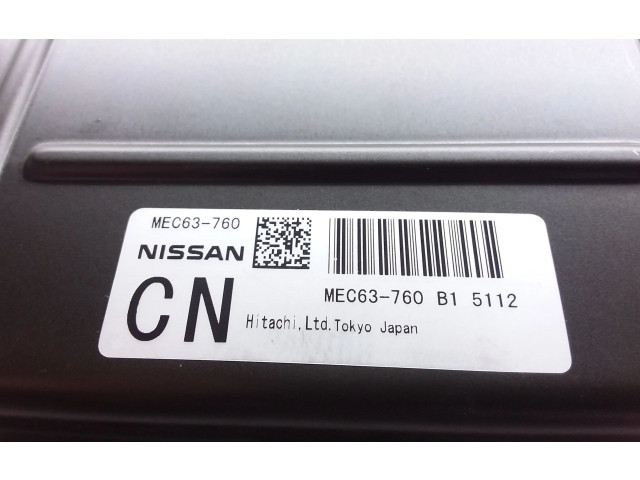 MEC63-760
NISSAN
CN
MEC63-760 B1 5112
Hitachi,Ltd.Tokyo Japan